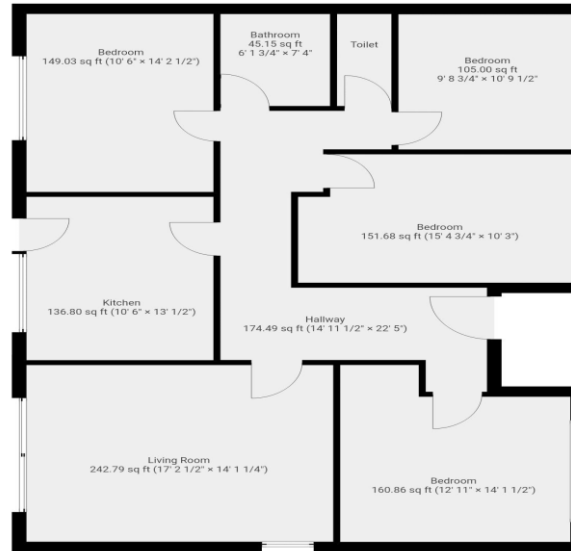 Bedroom
149.03 sq ft (10' 6" × 14' 2 1/2")
Bathroom
45.15 sq ft
6' 1 3/4" × 7' 4"
Toilet
Bedroom
105.00 sq ft
9' 8 3/4" × 10' 9 1/2"
Bedroom
151.68 sq ft (15' 4 3/4" × 10' 3")
Kitchen
136.80 sq ft (10' 6" × 13' 1/2")
Hallway
174.49 sq ft (14' 11 1/2" × 22' 5")
Living Room
242.79 sq ft (17' 2 1/2" × 14' 1 1/4")
Bedroom
160.86 sq ft (12' 11" × 14' 1 1/2")